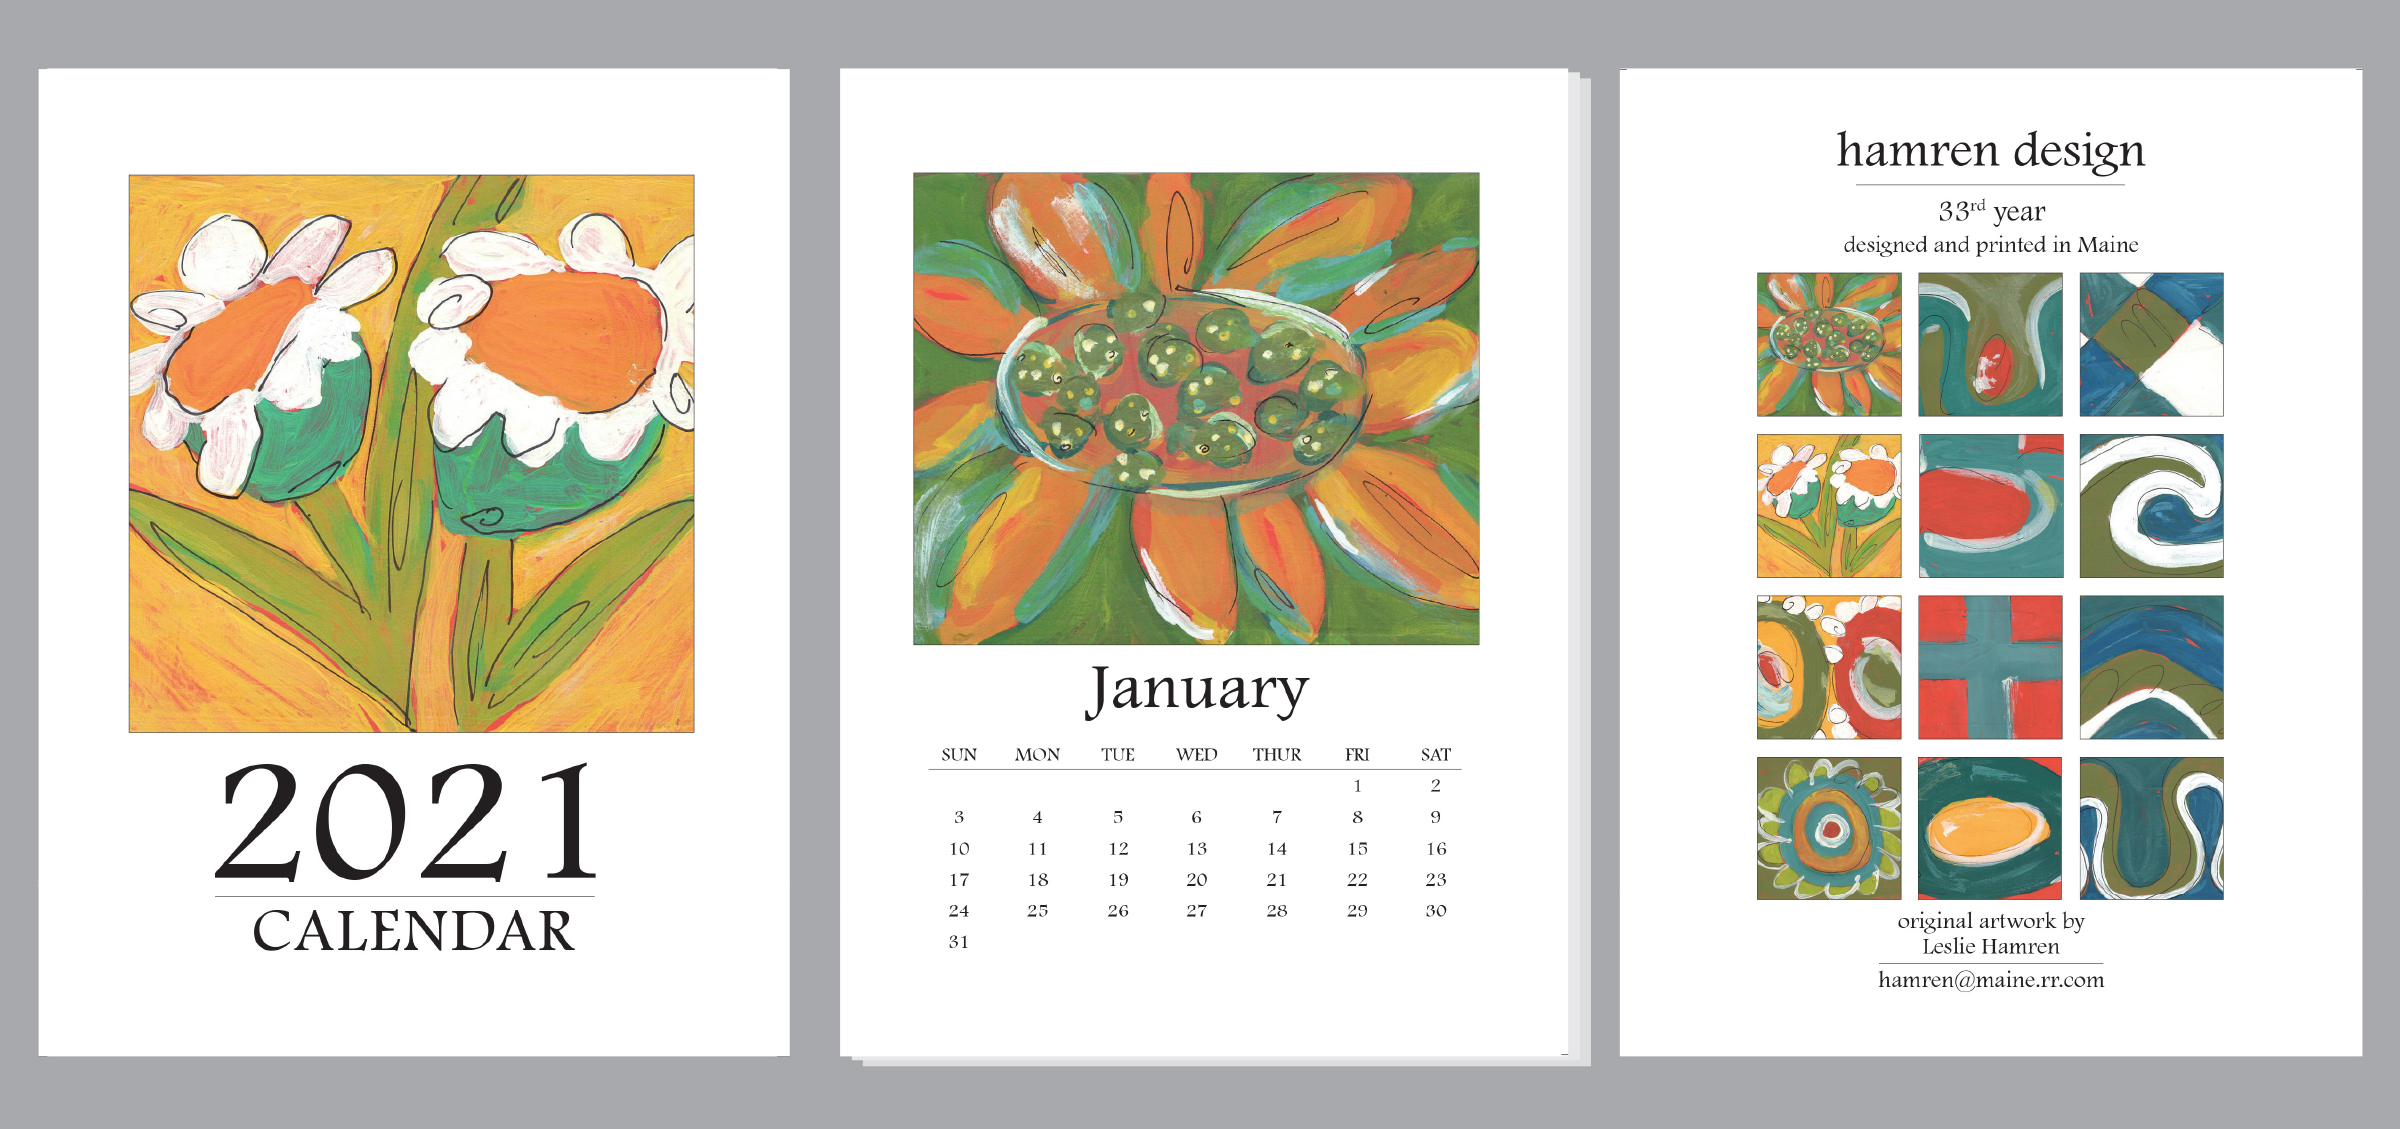 2021
CALENDAR
January
SUN MON TUE WED THUR FRI SAT
1 2
3 4 5 6 7 8 9
10 11 12 13 14 15 16
17 18 19 20 21 22 23
24 25 26 27 28 29 30
31
hamren design
33rd year
designed and printed in Maine
original artwork by
Leslie Hamren
hamren@maine.rr.com